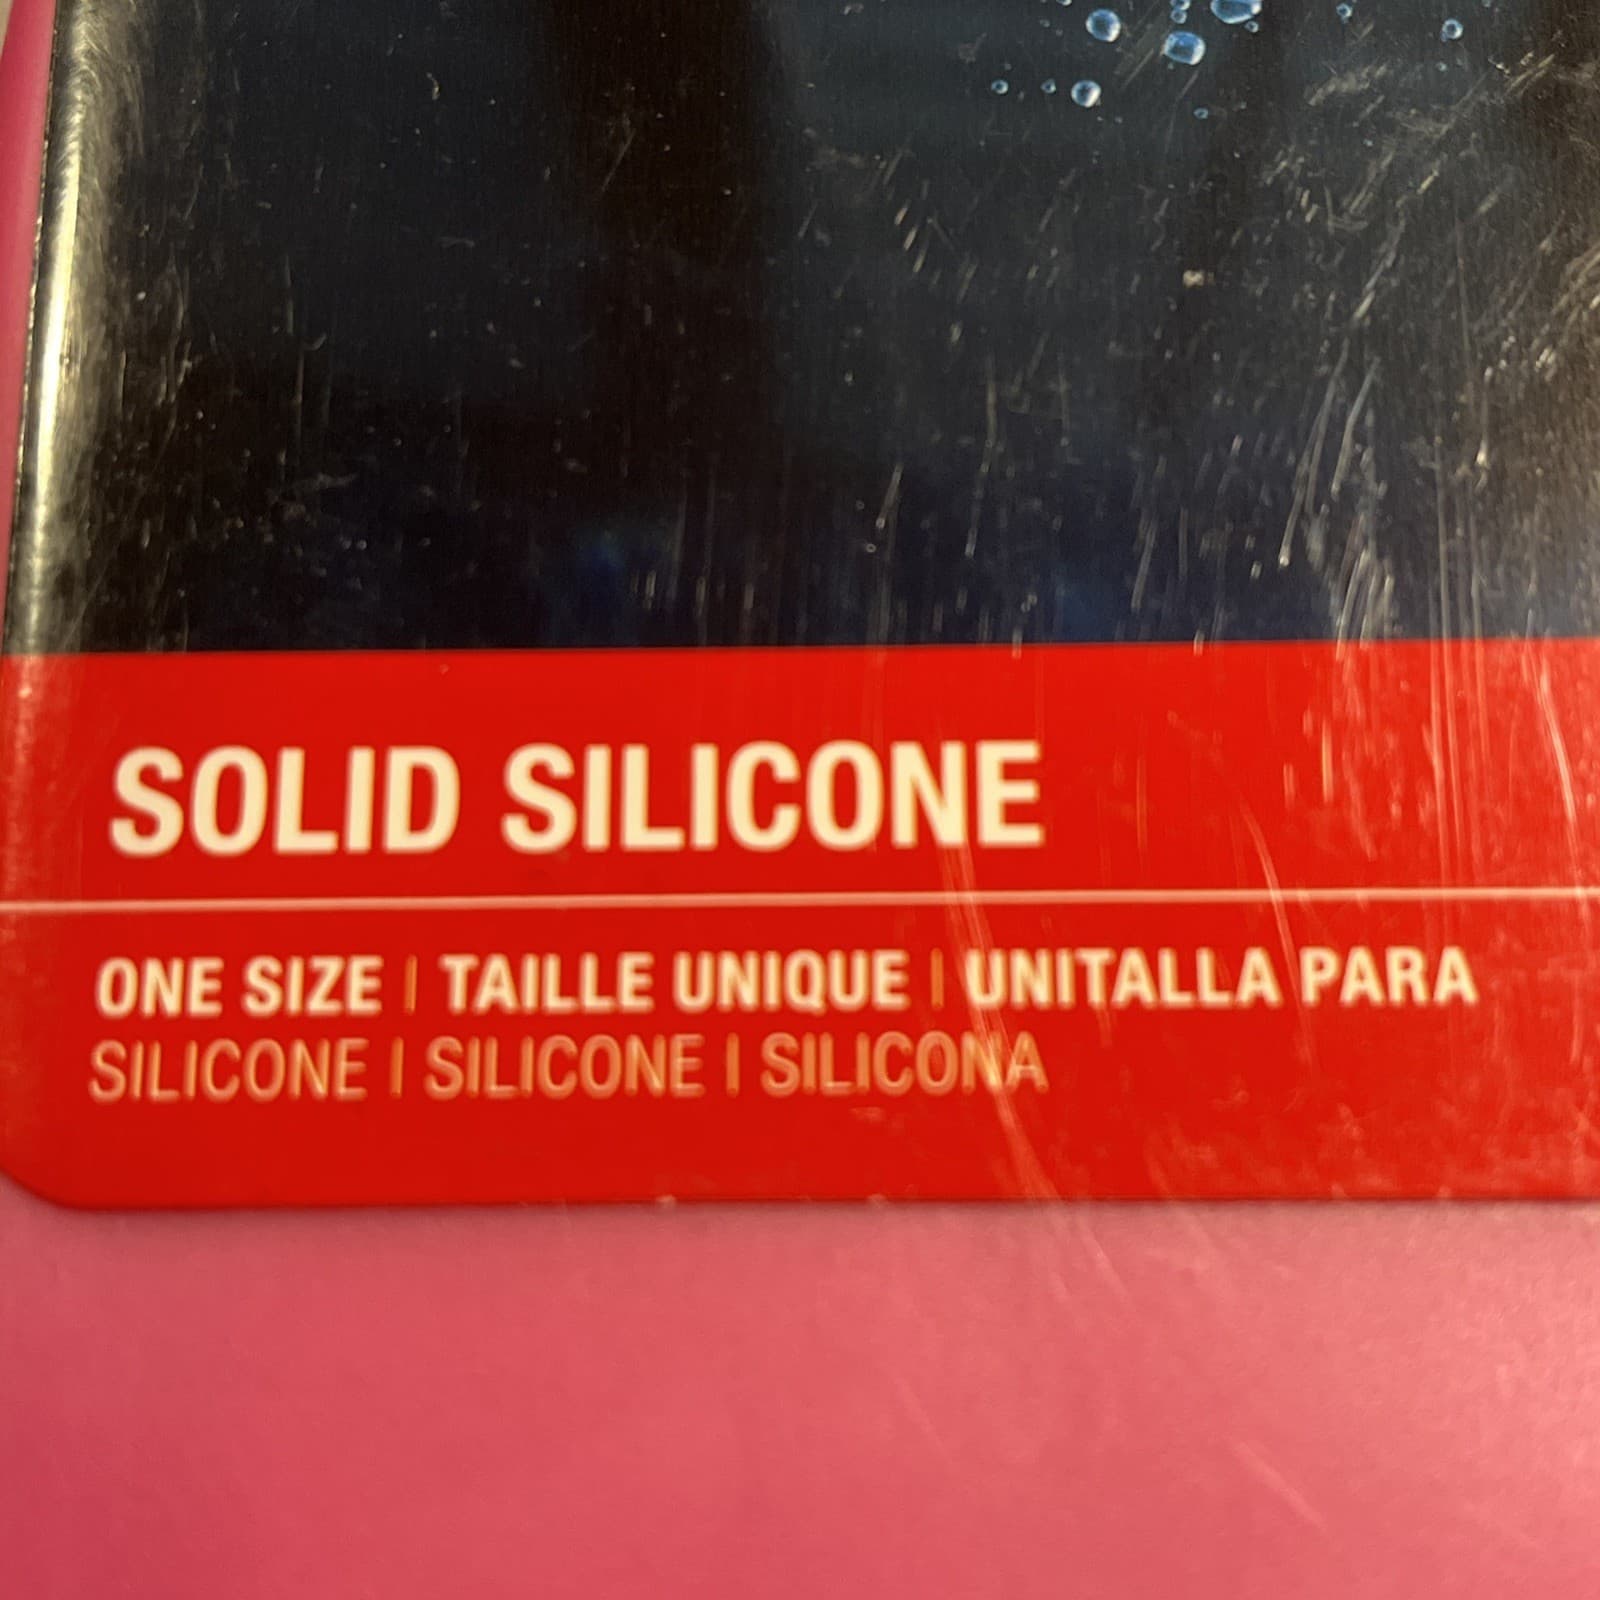 SOLID SILICONE
ONE SIZE | TAILLE UNIQUE | UNITALLA PARA
SILICONE | SILICONE | SILICONA